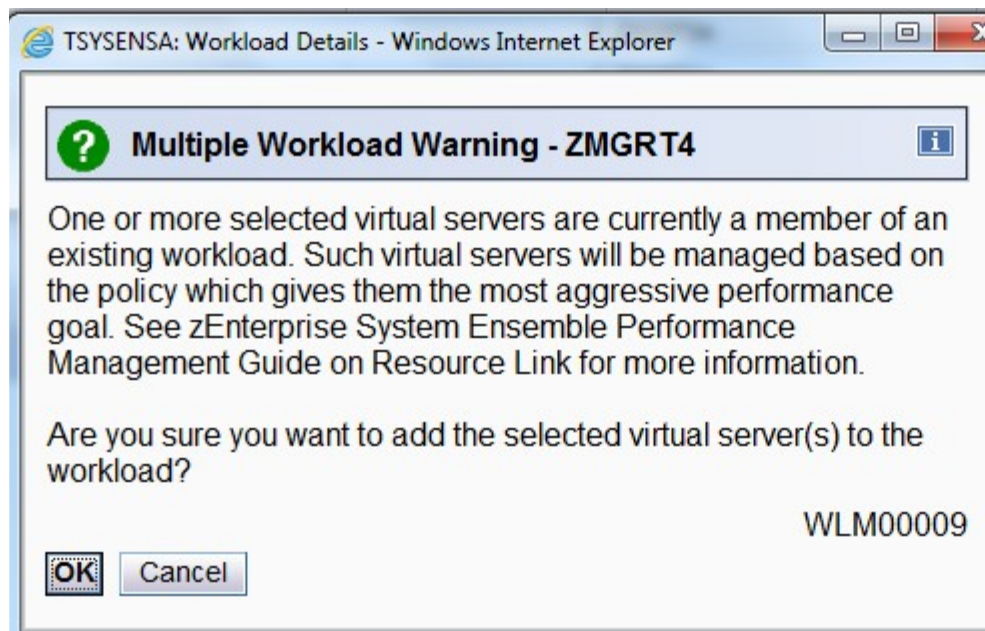 TSYSENSA: Workload Details - Windows Internet Explorer
Multiple Workload Warning - ZMGRT4
One or more selected virtual servers are currently a member of an
existing workload. Such virtual servers will be managed based on
the policy which gives them the most aggressive performance
goal. See zEnterprise System Ensemble Performance
Management Guide on Resource Link for more information.
Are you sure you want to add the selected virtual server(s) to the
workload?
WLM00009
OK Cancel